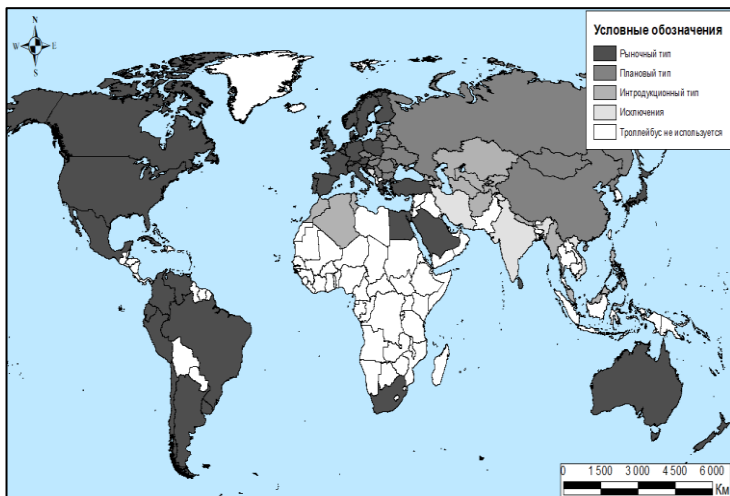 N
W E
S
Условные обозначения
Рыночный тип
Плановый тип
Интродукционный тип
Исключения
Троллейбус не используется
0 1 500 3 000 4 500 6 000
Км